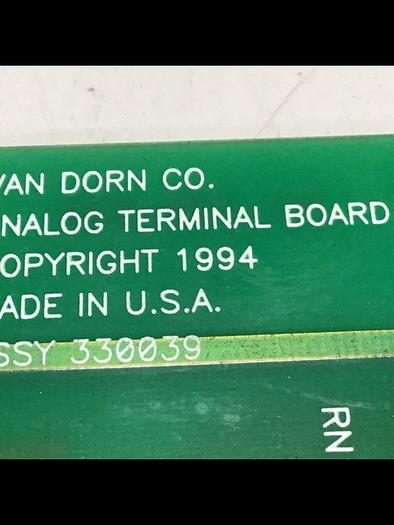 VAN DORN CO.
NALOG TERMINAL BOARD
OPYRIGHT 1994
ADE IN U.S.A.
SSY 330039
RN